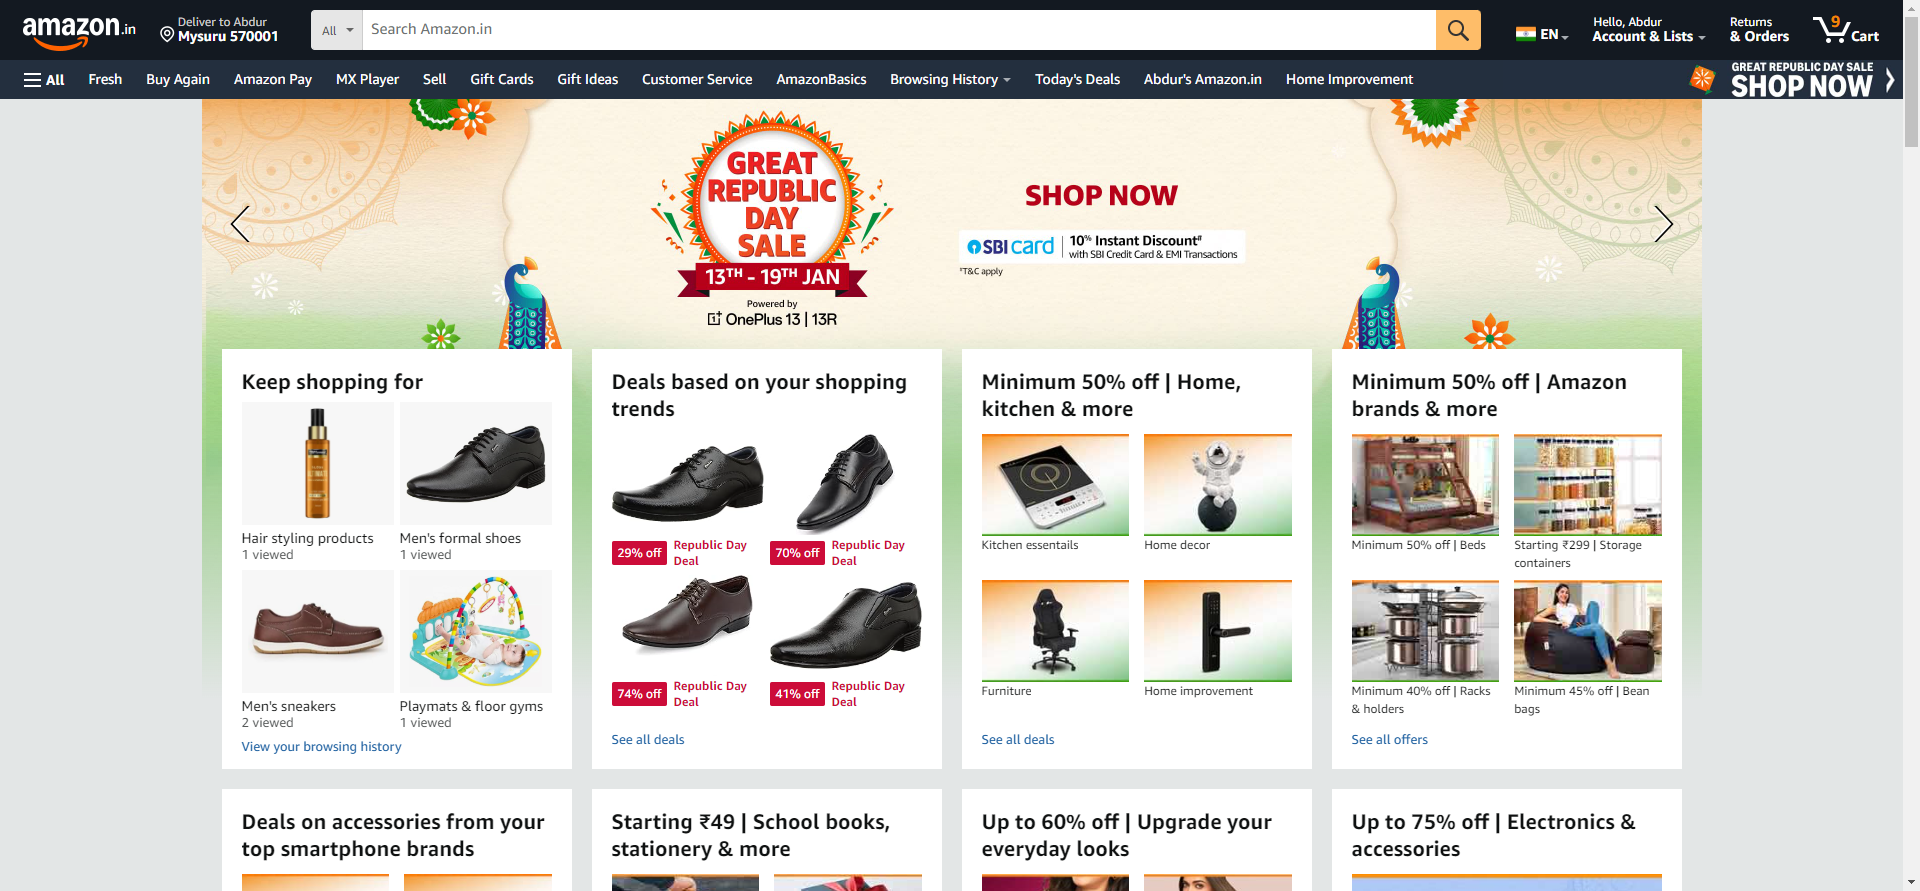 amazon.in
Deliver to Abdur
Mysuru 570001
All
Search Amazon.in
EN
Hello, Abdur
Account & Lists
Returns
& Orders
9
Cart
All
Fresh
Buy Again
Amazon Pay
MX Player
Sell
Gift Cards
Gift Ideas
Customer Service
AmazonBasics
Browsing History
Today's Deals
Abdur's Amazon.in
Home Improvement
GREAT REPUBLIC DAY SALE
SHOP NOW
GREAT
REPUBLIC
DAY
SALE
13TH - 19TH JAN
Powered by
OnePlus 13 | 13R
SHOP NOW
SBI card
10% Instant Discount#
with SBI Credit Card & EMI Transactions
#T&C apply
Keep shopping for
Hair styling products
1 viewed
Men's formal shoes
1 viewed
Men's sneakers
2 viewed
Playmats & floor gyms
1 viewed
View your browsing history
Deals based on your shopping
trends
29% off
Republic Day
Deal
70% off
Republic Day
Deal
74% off
Republic Day
Deal
41% off
Republic Day
Deal
See all deals
Minimum 50% off | Home,
kitchen & more
Kitchen essentails
Home decor
Furniture
Home improvement
See all deals
Minimum 50% off | Amazon
brands & more
Minimum 50% off | Beds
Starting ₹299 | Storage
containers
Minimum 40% off | Racks
& holders
Minimum 45% off | Bean
bags
See all offers
Deals on accessories from your
top smartphone brands
Starting ₹49 | School books,
stationery & more
Up to 60% off | Upgrade your
everyday looks
Up to 75% off | Electronics &
accessories